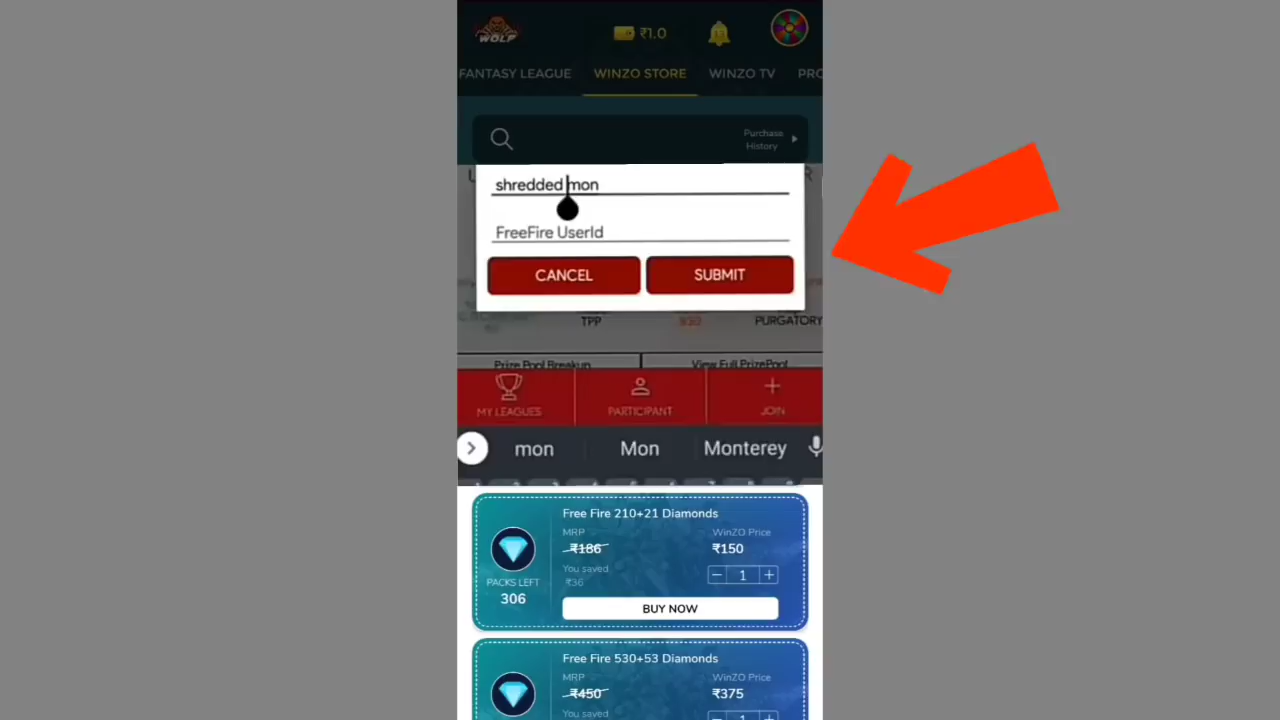 WOLF
₹1.0
FANTASY LEAGUE WINZO STORE WINZO TV PRO
Purchase
History
shredded mon
FreeFire UserId
CANCEL SUBMIT
TPP PURGATORY
Prize Pool Breakup View Full PrizePool
MY LEAGUES PARTICIPANT JOIN
mon Mon Monterey
Free Fire 210+21 Diamonds
MRP WinZO Price
₹186 ₹150
You saved
₹36
1
PACKS LEFT
306
BUY NOW
Free Fire 530+53 Diamonds
MRP WinZO Price
₹450 ₹375
You saved
1